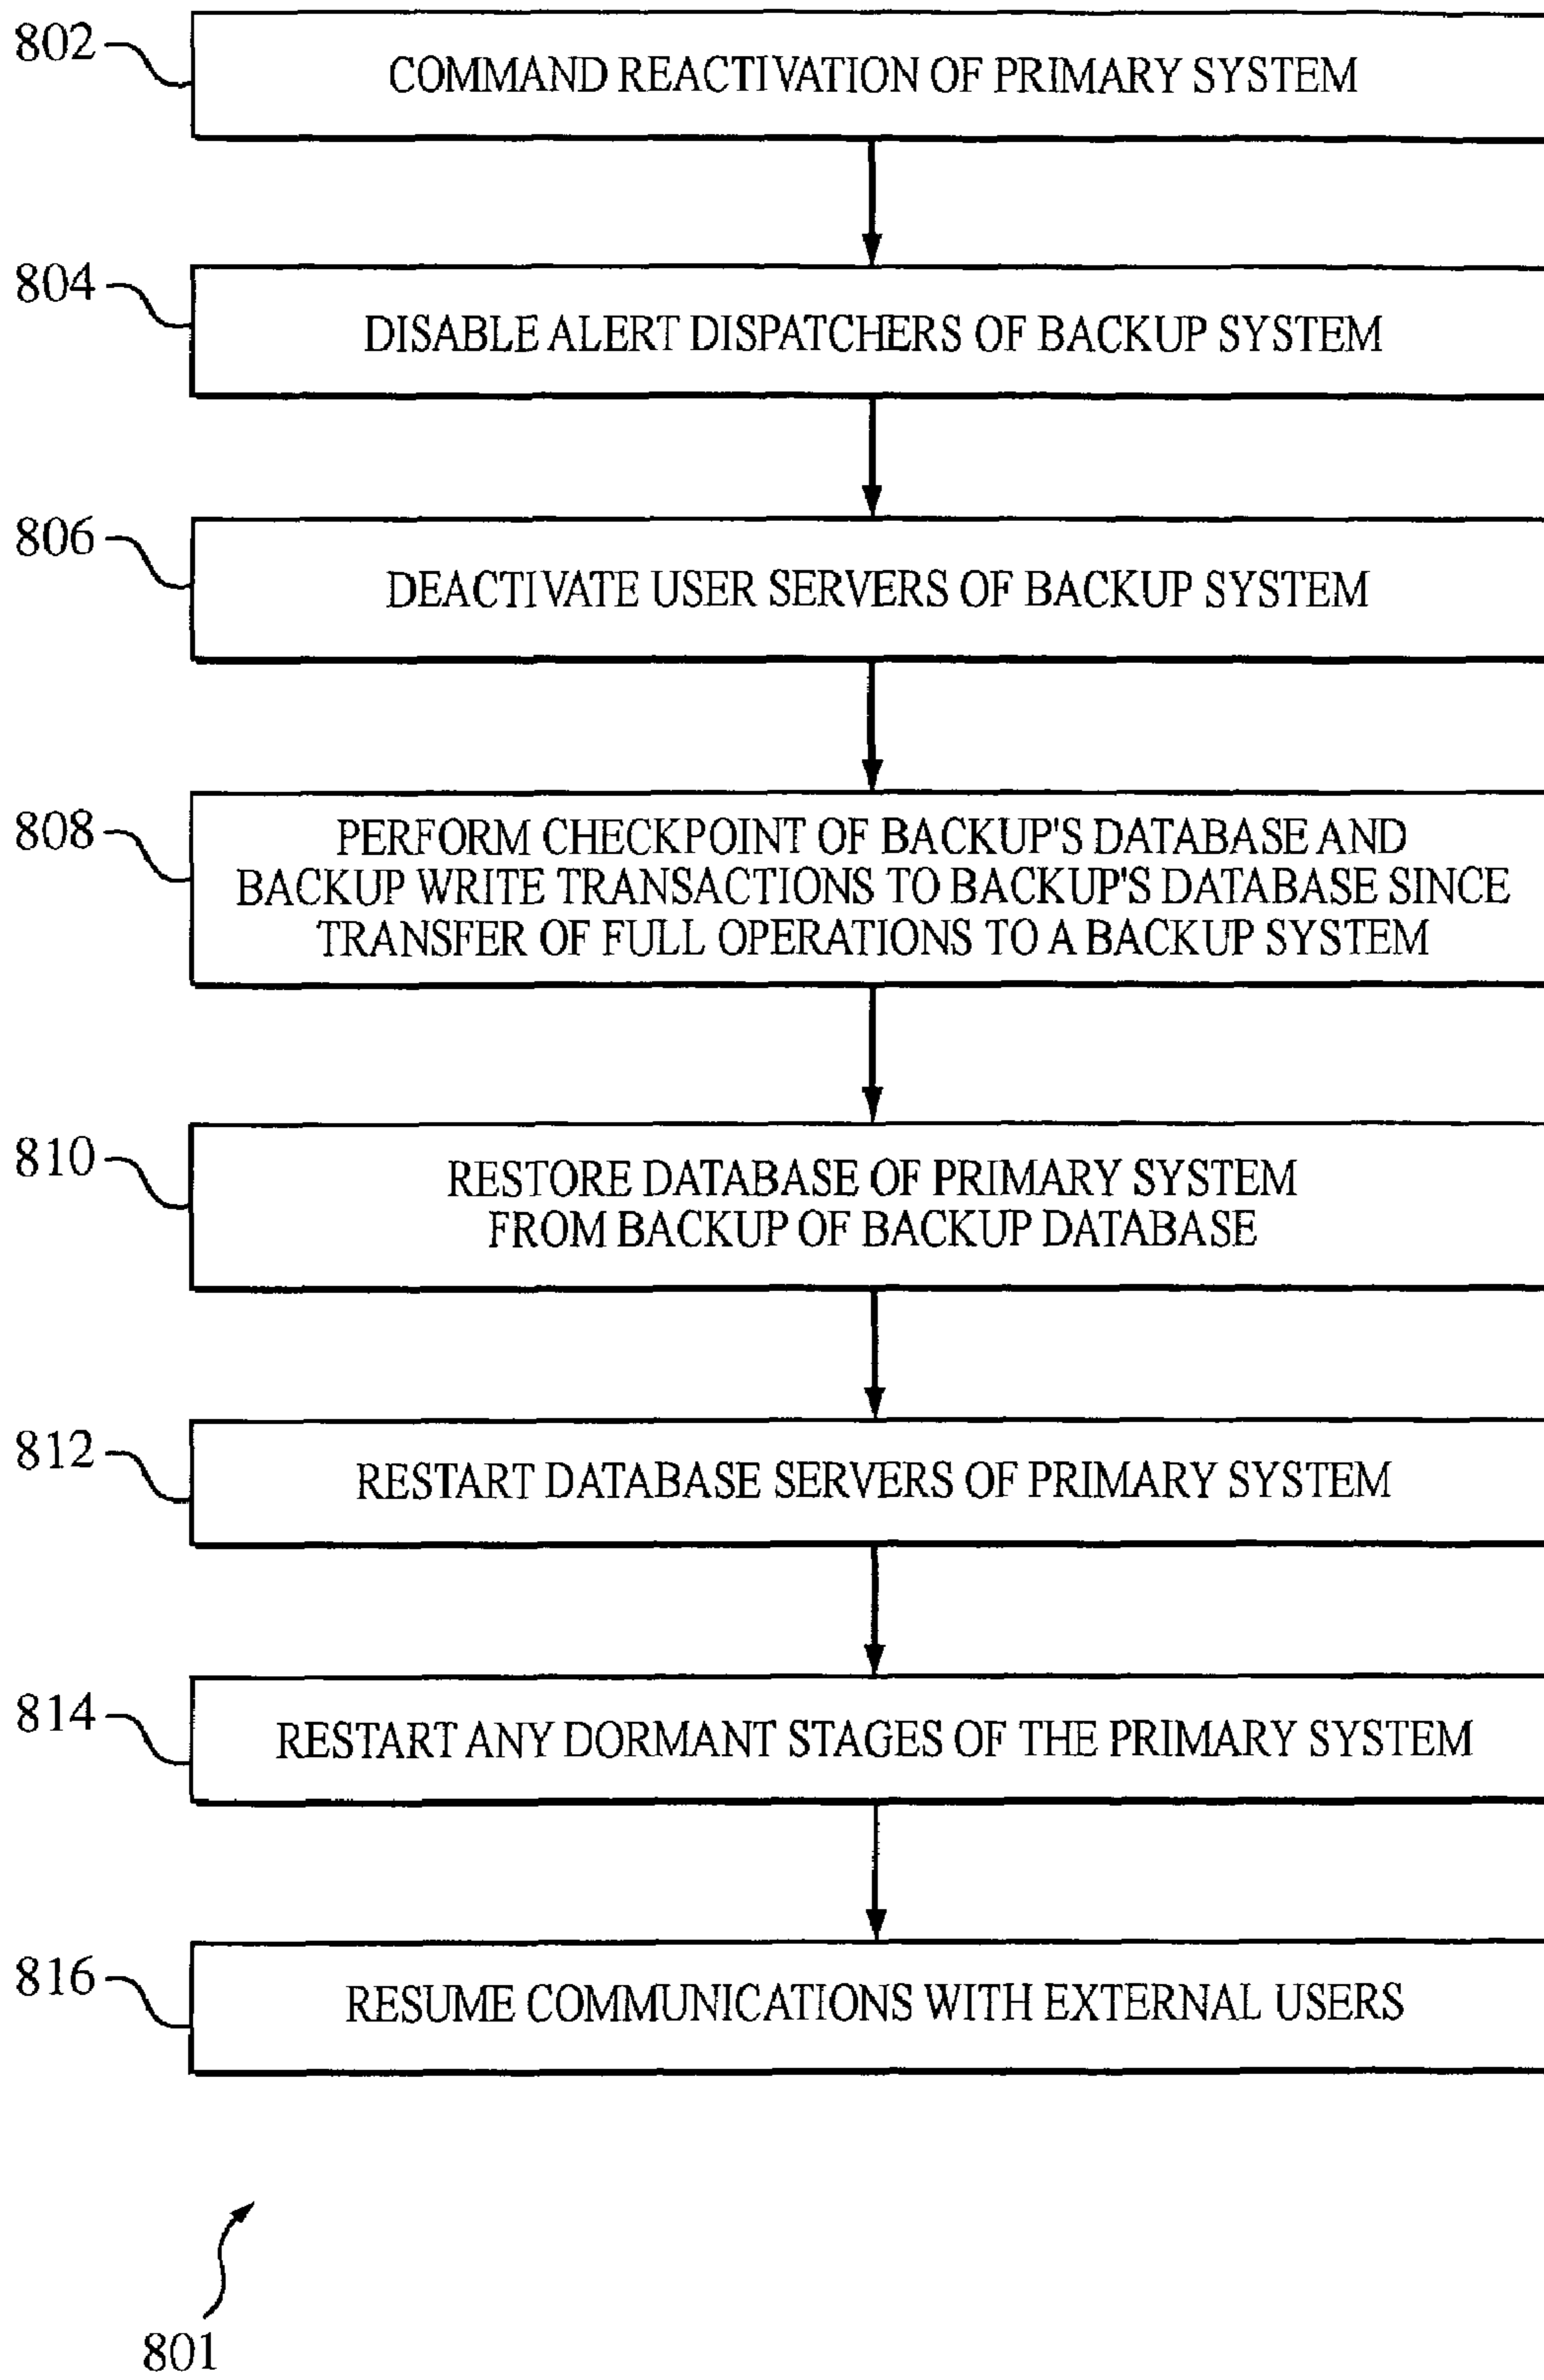 802
COMMAND REACTIVATION OF PRIMARY SYSTEM
804
DISABLE ALERT DISPATCHERS OF BACKUP SYSTEM
806
DEACTIVATE USER SERVERS OF BACKUP SYSTEM
808
PERFORM CHECKPOINT OF BACKUP'S DATABASE AND
BACKUP WRITE TRANSACTIONS TO BACKUP'S DATABASE SINCE
TRANSFER OF FULL OPERATIONS TO A BACKUP SYSTEM
810
RESTORE DATABASE OF PRIMARY SYSTEM
FROM BACKUP OF BACKUP DATABASE
812
RESTART DATABASE SERVERS OF PRIMARY SYSTEM
814
RESTART ANY DORMANT STAGES OF THE PRIMARY SYSTEM
816
RESUME COMMUNICATIONS WITH EXTERNAL USERS
801